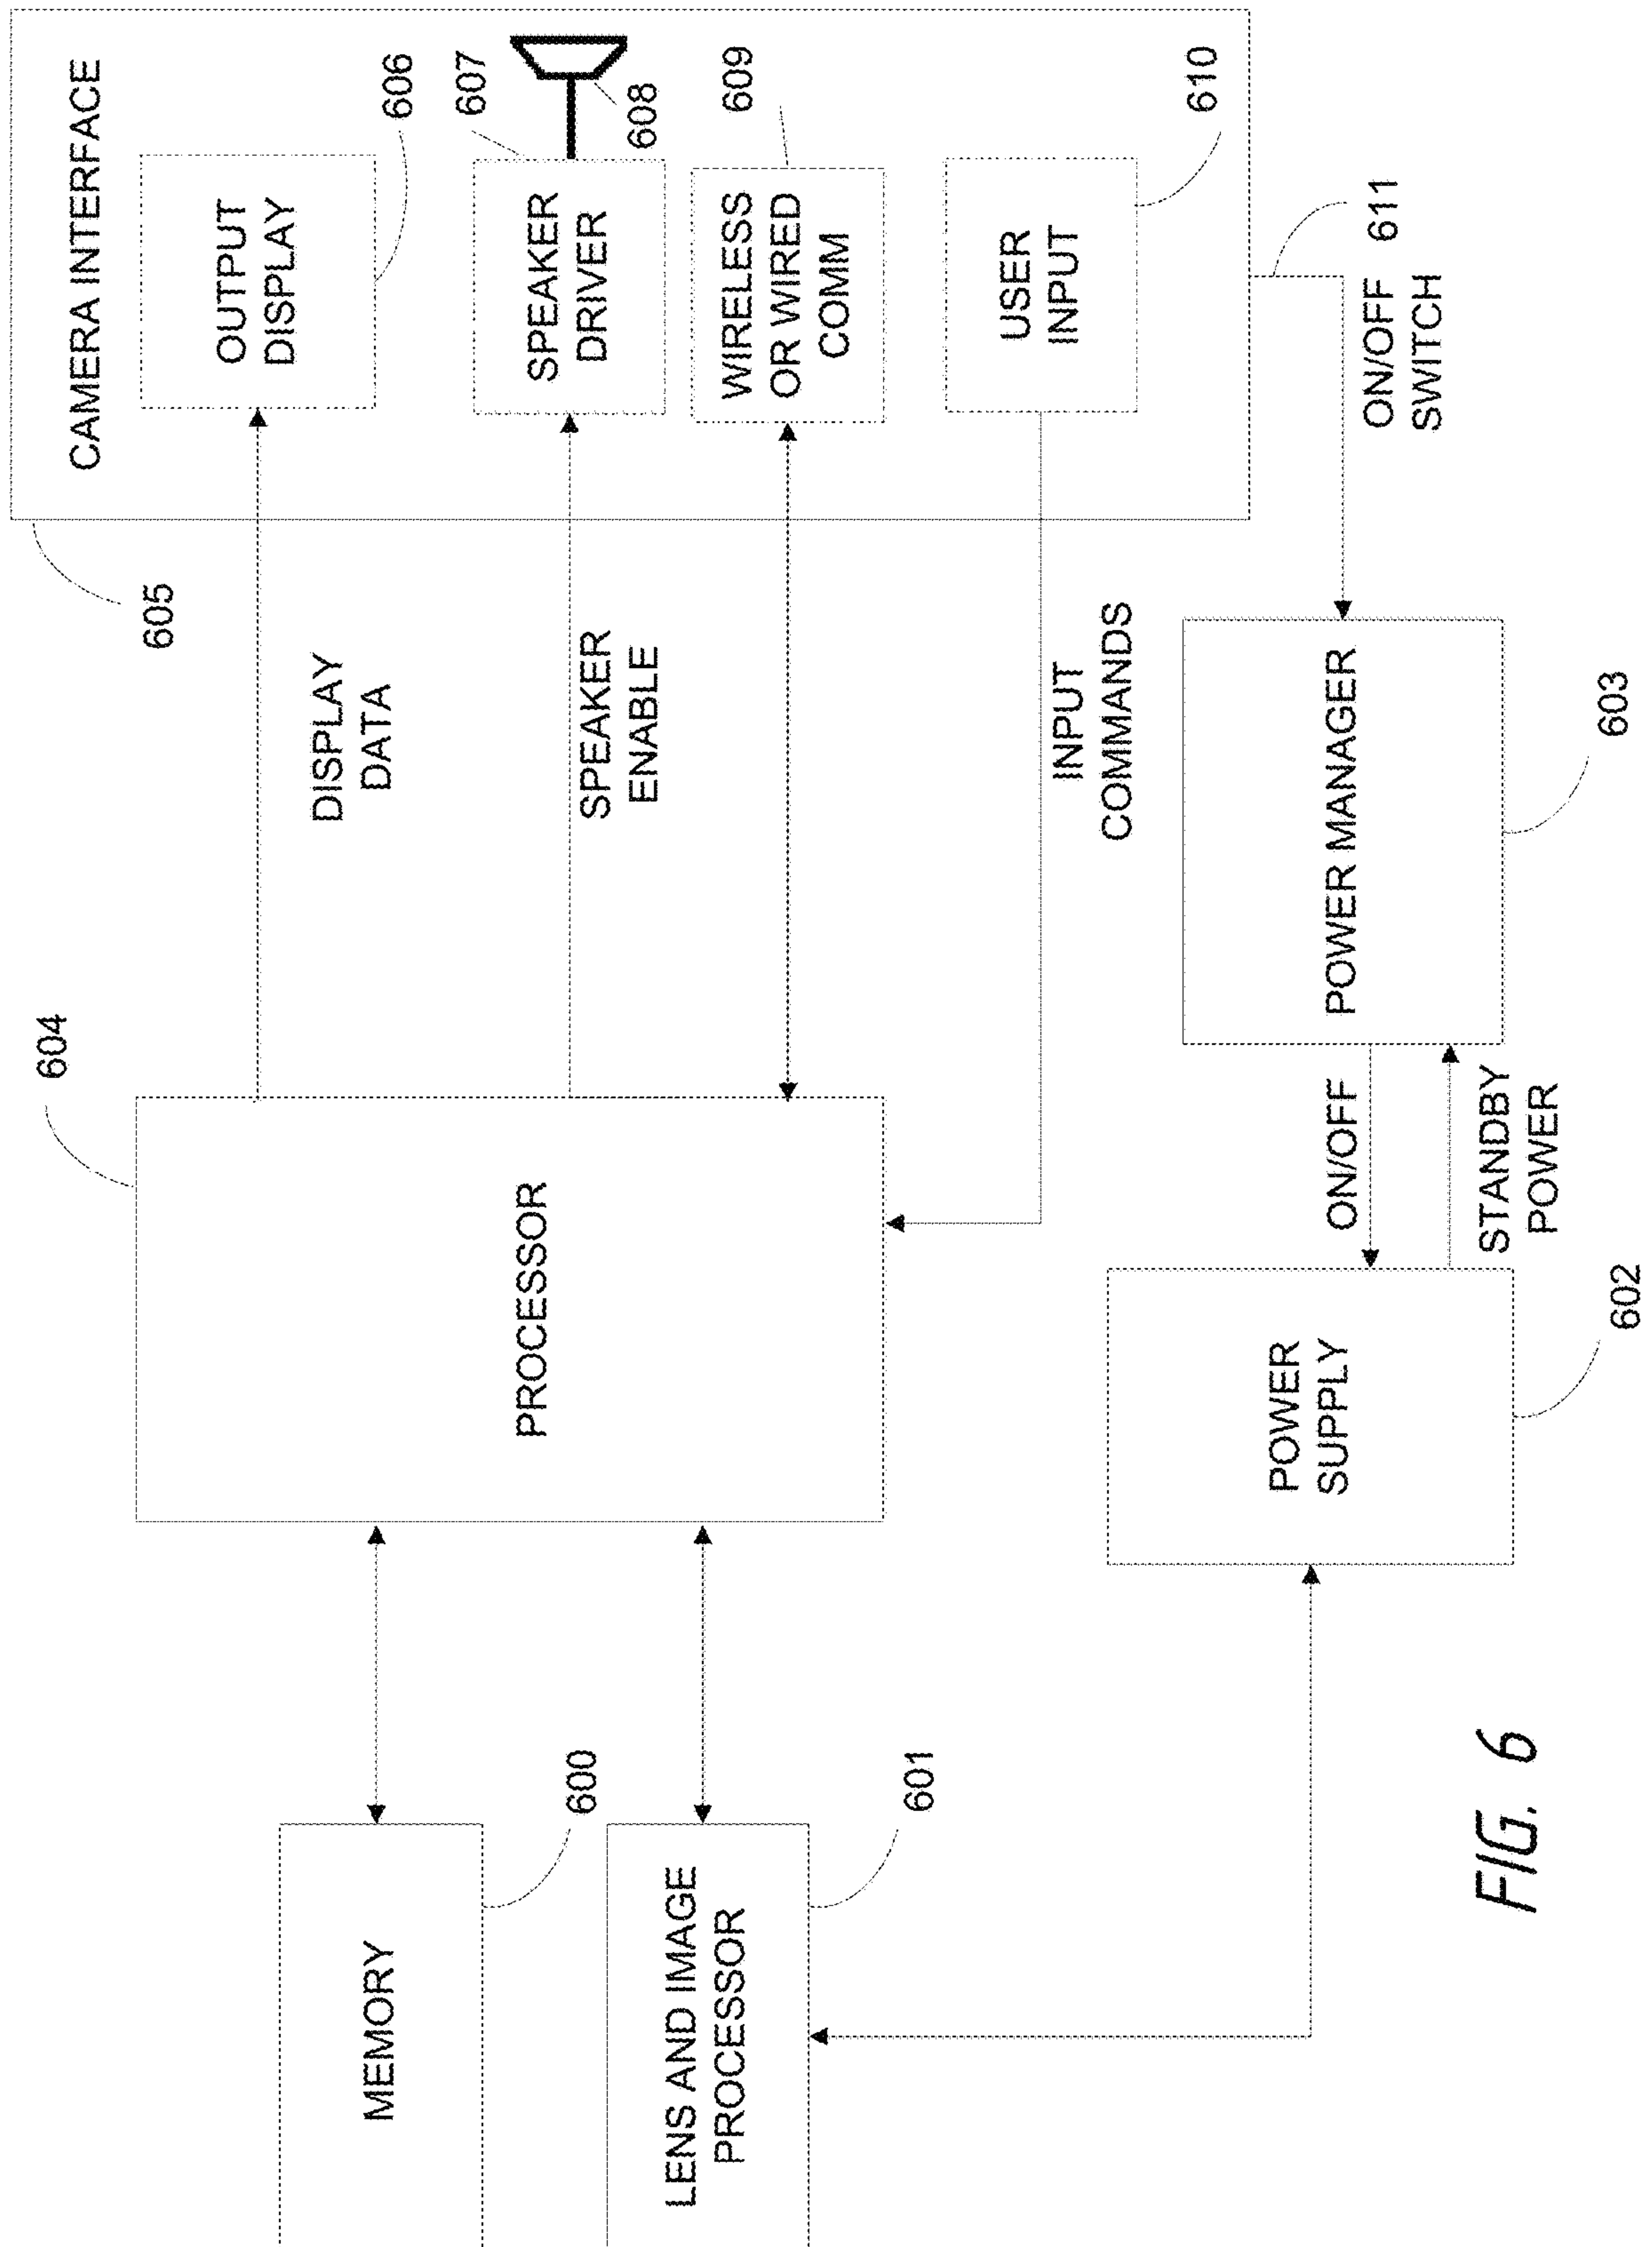 CAMERA INTERFACE
605
OUTPUT
DISPLAY
606
SPEAKER
DRIVER
607
608
WIRELESS
OR WIRED
COMM
609
USER
INPUT
610
DISPLAY
DATA
SPEAKER
ENABLE
INPUT
COMMANDS
ON/OFF
SWITCH
611
604
PROCESSOR
POWER MANAGER
603
ON/OFF
STANDBY
POWER
POWER
SUPPLY
602
MEMORY
600
LENS AND IMAGE
PROCESSOR
601
FIG. 6